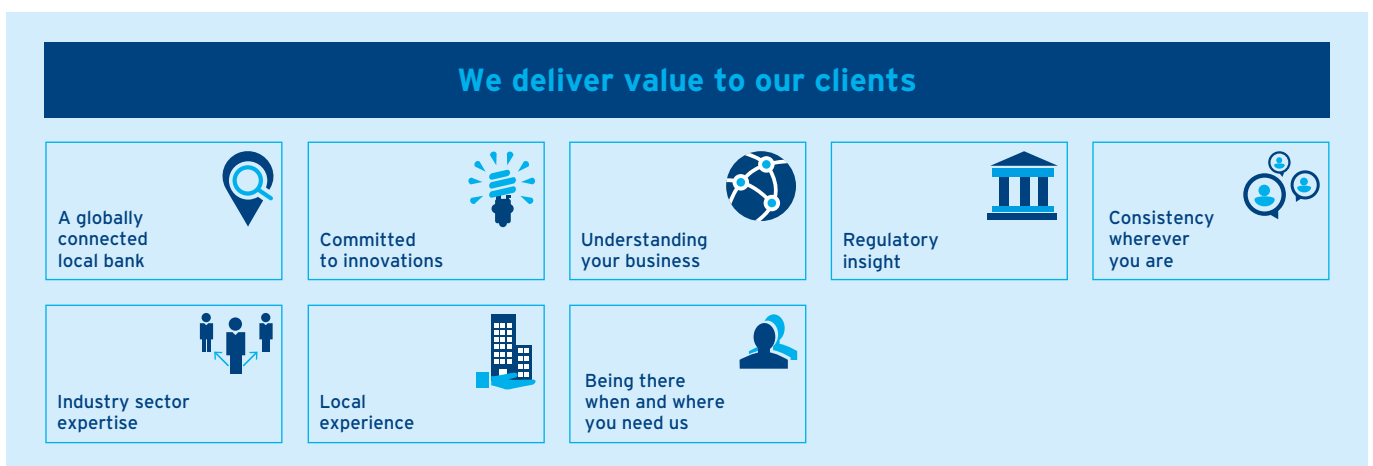 We deliver value to our clients
A globally
connected
local bank
Committed
to innovations
Understanding
your business
Regulatory
insight
Consistency
wherever
you are
Industry sector
expertise
Local
experience
Being there
when and where
you need us